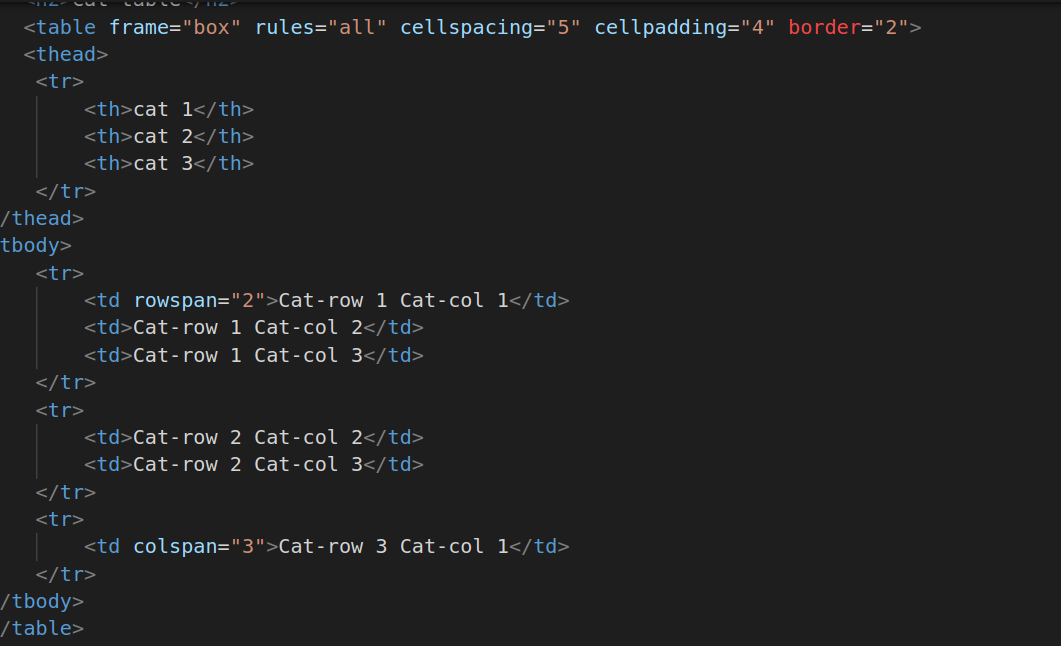 <h2>cat table</h2>
<table frame="box" rules="all" cellspacing="5" cellpadding="4" border="2">
<thead>
<tr>
<th>cat 1</th>
<th>cat 2</th>
<th>cat 3</th>
</tr>
/thead>
tbody>
<tr>
<td rowspan="2">Cat-row 1 Cat-col 1</td>
<td>Cat-row 1 Cat-col 2</td>
<td>Cat-row 1 Cat-col 3</td>
</tr>
<tr>
<td>Cat-row 2 Cat-col 2</td>
<td>Cat-row 2 Cat-col 3</td>
</tr>
<tr>
<td colspan="3">Cat-row 3 Cat-col 1</td>
</tr>
/tbody>
/table>